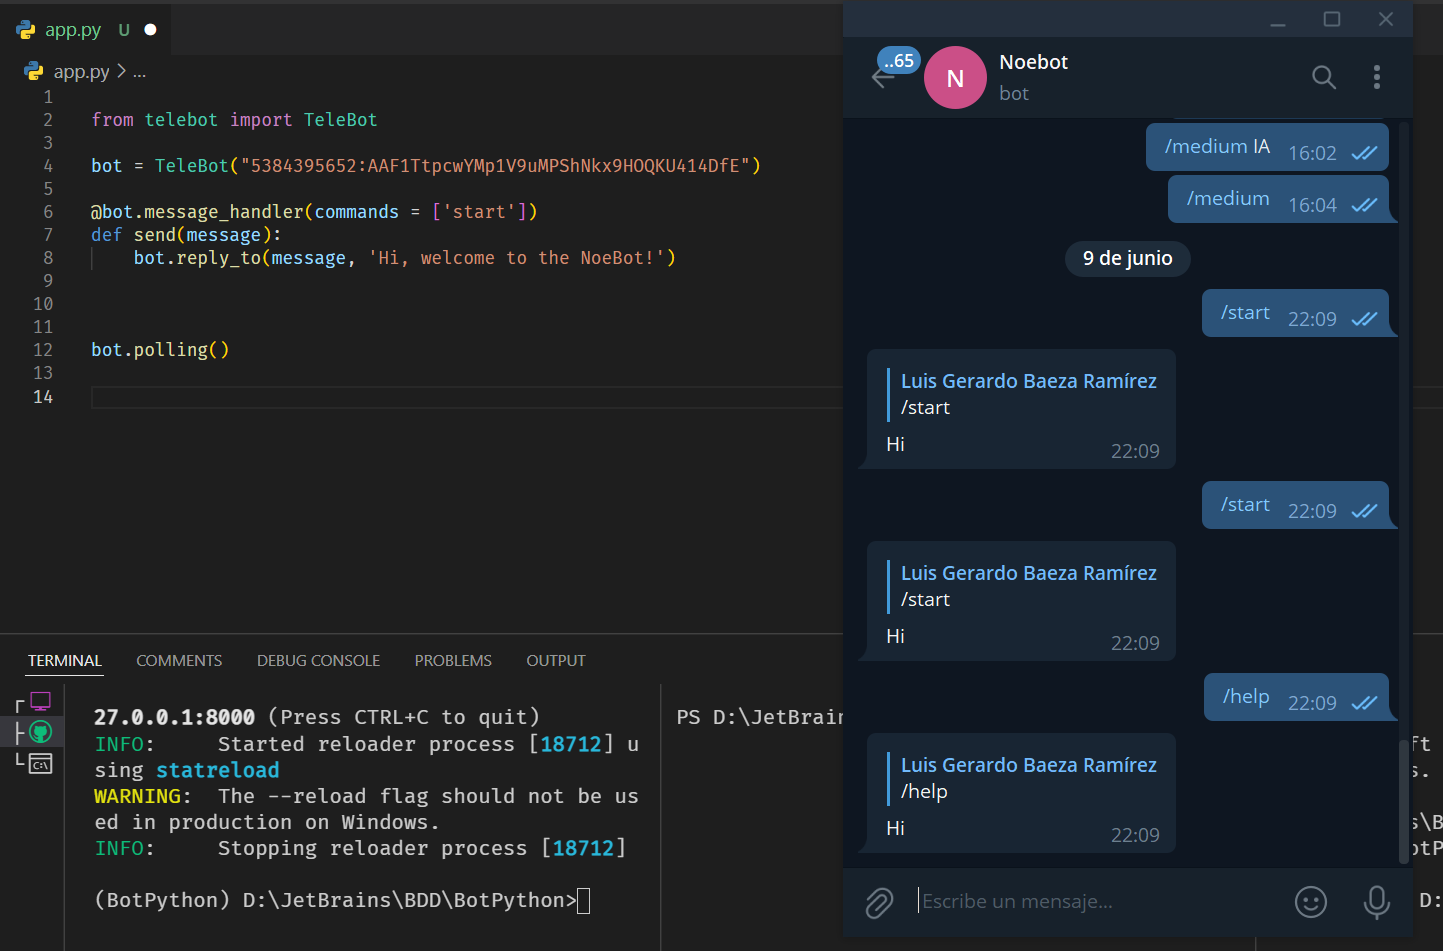 app.py U
app.py > ...
1
2 from telebot import TeleBot
3
4 bot = TeleBot("5384395652:AAF1TtpcwYMp1V9uMPShNkx9HOQKU414DfE")
5
6 @bot.message_handler(commands = ['start'])
7 def send(message):
8 bot.reply_to(message, 'Hi, welcome to the NoeBot!')
9
10
11
12 bot.polling()
13
14
TERMINAL COMMENTS DEBUG CONSOLE PROBLEMS OUTPUT
27.0.0.1:8000 (Press CTRL+C to quit)
INFO: Started reloader process [18712] u
sing statreload
WARNING: The --reload flag should not be us
ed in production on Windows.
INFO: Stopping reloader process [18712]
(BotPython) D:\JetBrains\BDD\BotPython>
PS D:\JetBrain
..65
N
Noebot
bot
/medium IA 16:02
/medium 16:04
9 de junio
/start 22:09
Luis Gerardo Baeza Ramírez
/start
Hi 22:09
/start 22:09
Luis Gerardo Baeza Ramírez
/start
Hi 22:09
/help 22:09
Luis Gerardo Baeza Ramírez
/help
Hi 22:09
Escribe un mensaje...
ft
s.
s\B
otP
D: